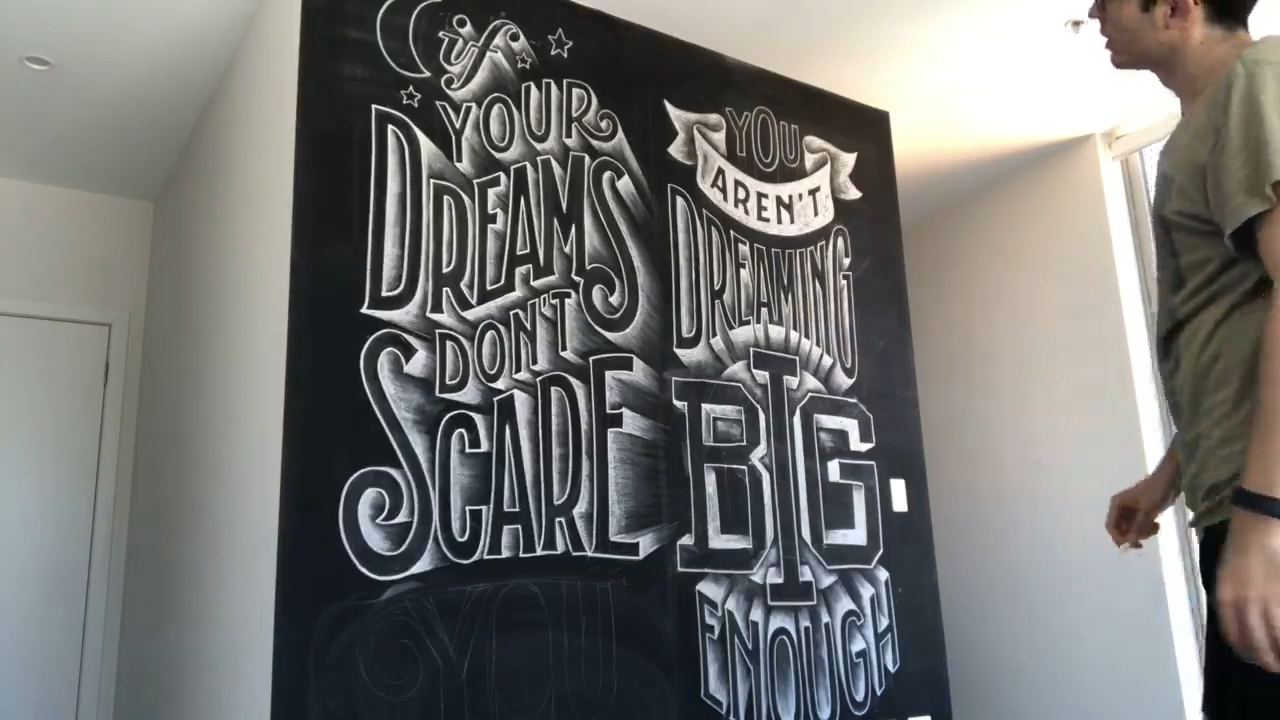 if
YOUR
DREAMS
DON'T
SCARE
YOU
YOU
AREN'T
DREAMING
BIG
ENOUGH